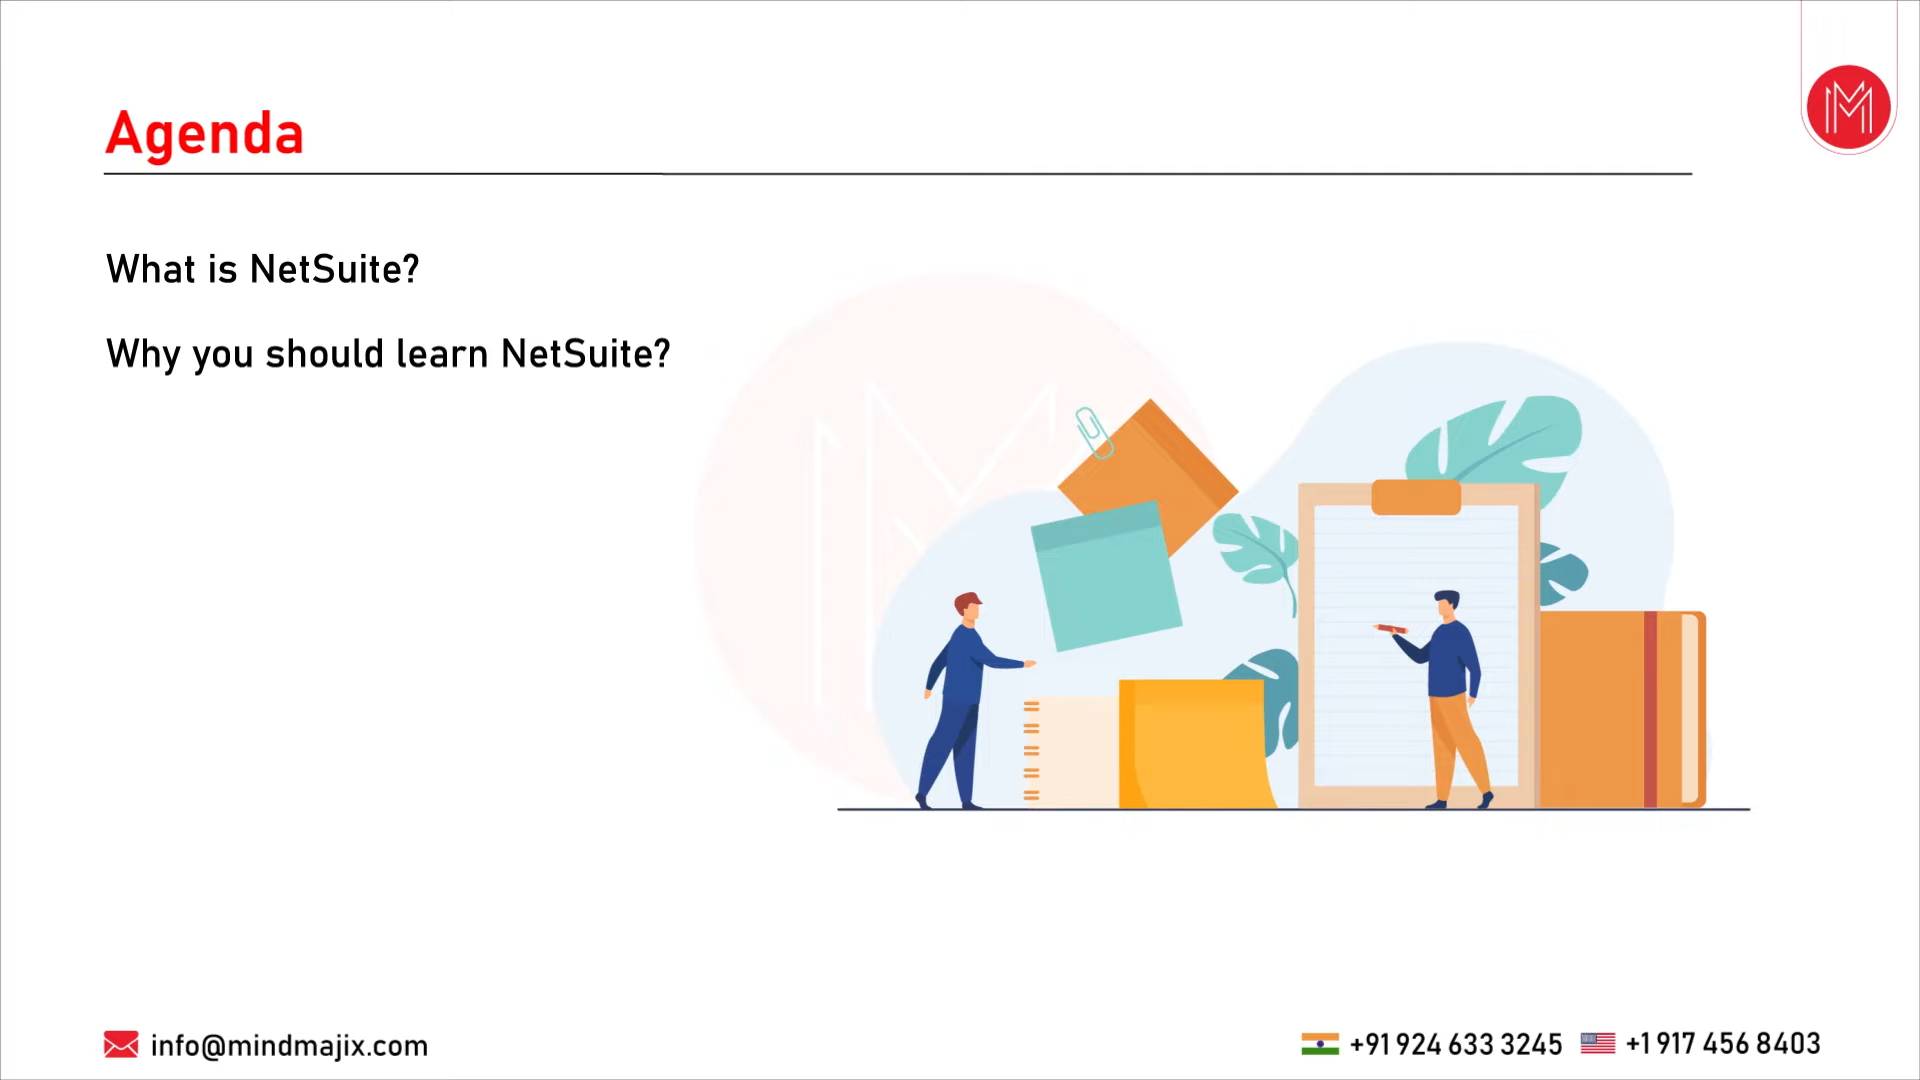 Agenda
What is NetSuite?
Why you should learn NetSuite?
info@mindmajix.com
+91 924 633 3245
+1 917 456 8403